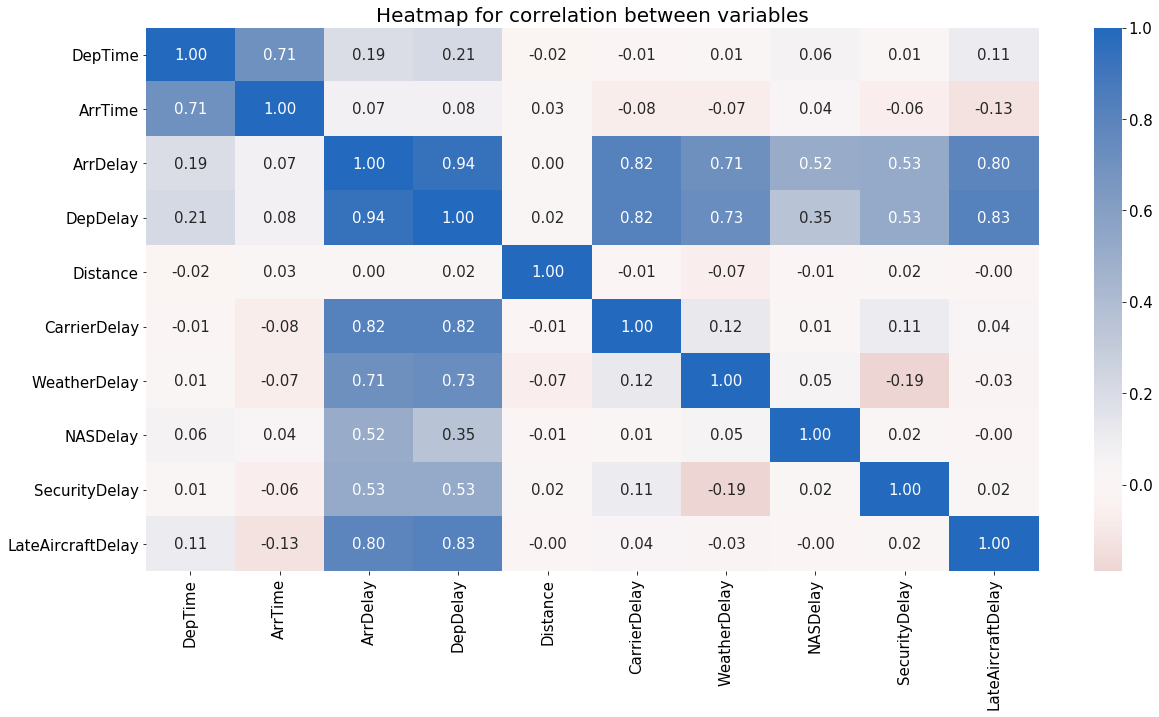 Heatmap for correlation between variables
DepTime 1.00 0.71 0.19 0.21 -0.02 -0.01 0.01 0.06 0.01 0.11
ArrTime 0.71 1.00 0.07 0.08 0.03 -0.08 -0.07 0.04 -0.06 -0.13
ArrDelay 0.19 0.07 1.00 0.94 0.00 0.82 0.71 0.52 0.53 0.80
DepDelay 0.21 0.08 0.94 1.00 0.02 0.82 0.73 0.35 0.53 0.83
Distance -0.02 0.03 0.00 0.02 1.00 -0.01 -0.07 -0.01 0.02 -0.00
CarrierDelay -0.01 -0.08 0.82 0.82 -0.01 1.00 0.12 0.01 0.11 0.04
WeatherDelay 0.01 -0.07 0.71 0.73 -0.07 0.12 1.00 0.05 -0.19 -0.03
NASDelay 0.06 0.04 0.52 0.35 -0.01 0.01 0.05 1.00 0.02 -0.00
SecurityDelay 0.01 -0.06 0.53 0.53 0.02 0.11 -0.19 0.02 1.00 0.02
LateAircraftDelay 0.11 -0.13 0.80 0.83 -0.00 0.04 -0.03 -0.00 0.02 1.00
DepTime
ArrTime
ArrDelay
DepDelay
Distance
CarrierDelay
WeatherDelay
NASDelay
SecurityDelay
LateAircraftDelay
1.0
0.8
0.6
0.4
0.2
0.0